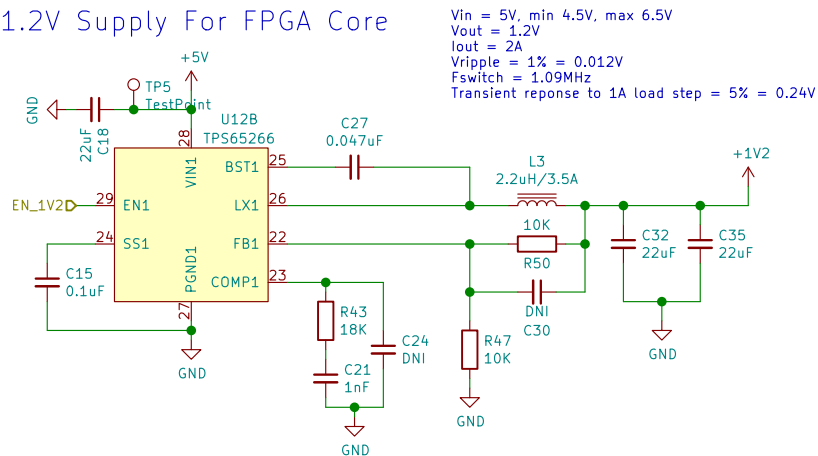 1.2V Supply For FPGA Core
Vin = 5V, min 4.5V, max 6.5V
Vout = 1.2V
Iout = 2A
Vripple = 1% = 0.012V
Fswitch = 1.09MHz
Transient reponse to 1A load step = 5% = 0.24V
+5V
TP5
TestPoint
GND
22uF
C18
U12B
TPS65266
28
VIN1
BST1
25
C27
0.047uF
L3
2.2uH/3.5A
+1V2
EN_1V2
29
EN1
LX1
26
24
SS1
FB1
22
10K
R50
C32
22uF
C35
22uF
C15
0.1uF
PGND1
27
COMP1
23
DNI
C30
R43
18K
C24
DNI
R47
10K
C21
1nF
GND
GND
GND
GND